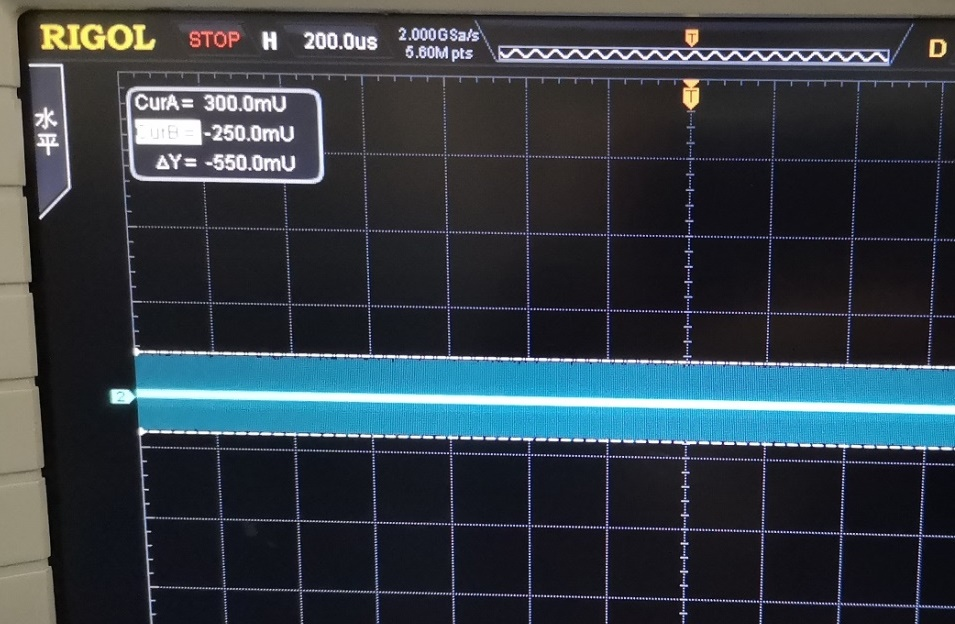 RIGOL STOP H 200.0us 2.000GSa/s 5.60M pts T D
水平
T
CurA= 300.0mU
CurB= -250.0mU
ΔY= -550.0mU
2